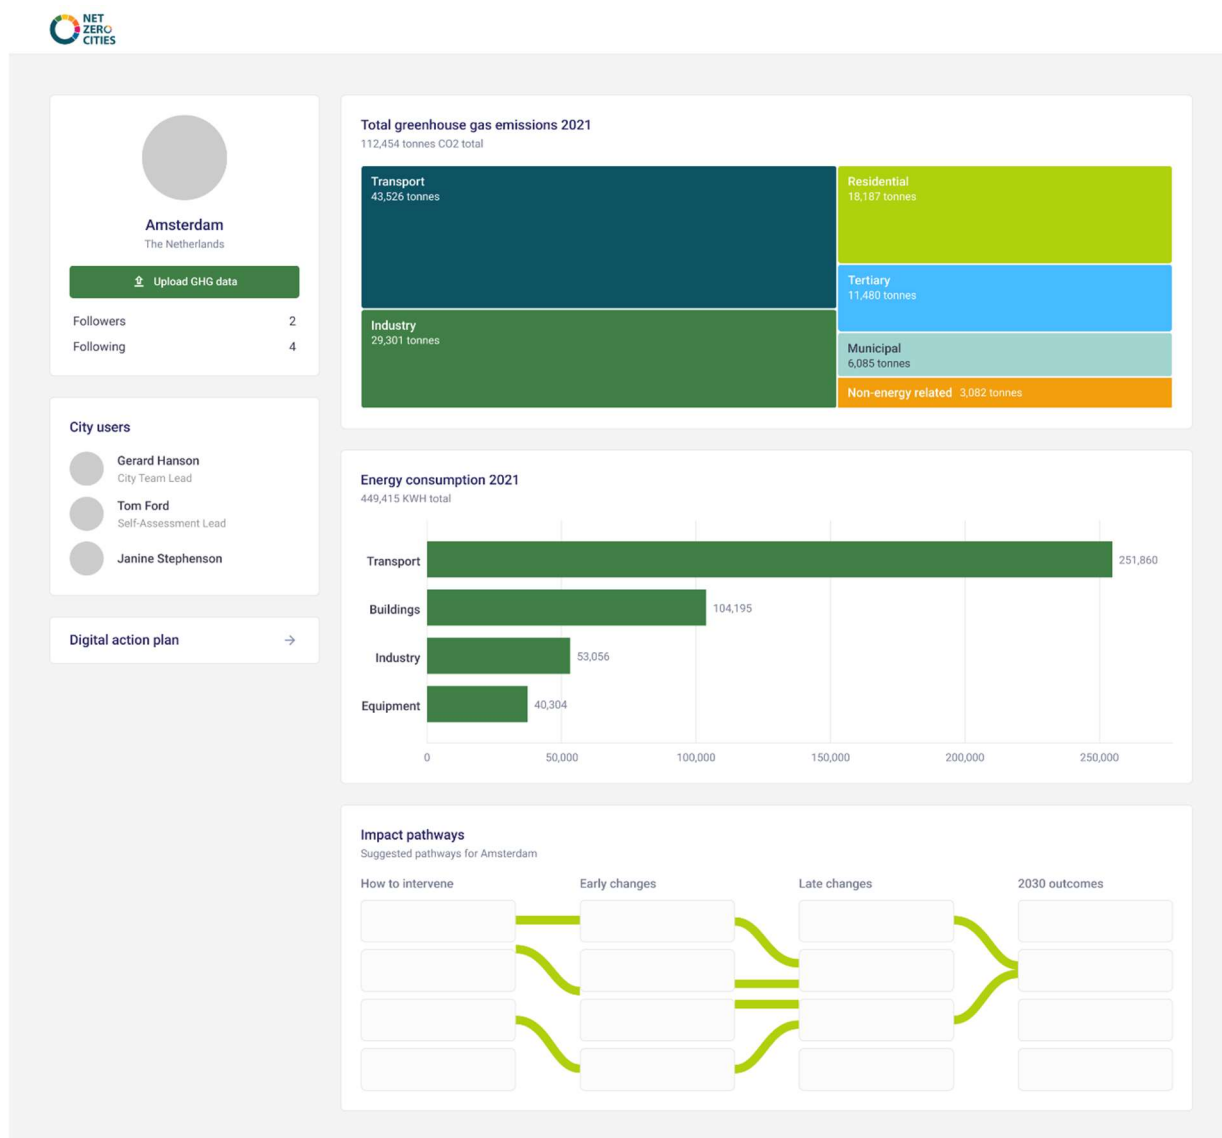 NET
ZERO
CITIES
Amsterdam
The Netherlands
Upload GHG data
Followers 2
Following 4
City users
Gerard Hanson
City Team Lead
Tom Ford
Self-Assessment Lead
Janine Stephenson
Digital action plan
Total greenhouse gas emissions 2021
112,454 tonnes CO2 total
Transport
43,526 tonnes
Industry
29,301 tonnes
Residential
18,187 tonnes
Tertiary
11,480 tonnes
Municipal
6,085 tonnes
Non-energy related 3,082 tonnes
Energy consumption 2021
449,415 KWH total
Transport 251,860
Buildings 104,195
Industry 53,056
Equipment 40,304
0 50,000 100,000 150,000 200,000 250,000
Impact pathways
Suggested pathways for Amsterdam
How to intervene Early changes Late changes 2030 outcomes